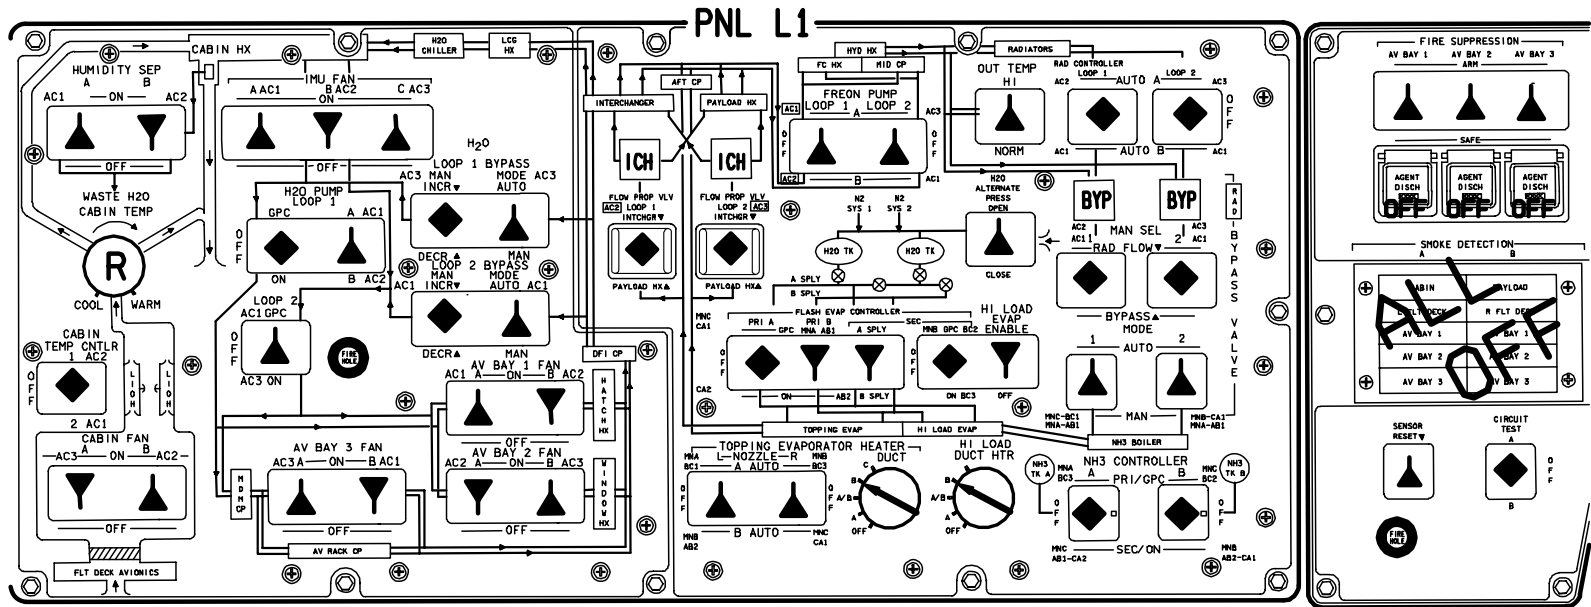 PNL L1
CABIN HX
H2O CHILLER
LCG HX
HUMIDITY SEP
A B
AC1 ON AC2
OFF
WASTE H2O
CABIN TEMP
R
COOL WARM
CABIN TEMP CNTLR
1 AC2
OFF
2 AC1
LIOH
LIOH
CABIN FAN
A B
AC3 ON AC2
OFF
FLT DECK AVIONICS
IMU FAN
A AC1 B AC2 C AC3
ON
OFF
H2O
H2O PUMP
LOOP 1
GPC A AC1
OFF
ON B AC2
LOOP 1 BYPASS
AC3 MAN MODE AC3
INCR▼ AUTO
DECR▲ MAN
LOOP 2 BYPASS
MAN MODE
INCR▼ AUTO AC1
DECR▲ MAN
LOOP 2
AC1 GPC
OFF
AC3 ON
FIRE HOLE
AV BAY 1 FAN
AC1 A ON B AC2
OFF
AV BAY 2 FAN
AC2 A ON B AC3
OFF
AV BAY 3 FAN
AC3 A ON B AC1
OFF
MDM CP
AV RACK CP
DFI CP
HATCH HX
WINDOW HX
INTERCHANGER
AFT CP
PAYLOAD HX
ICH
ICH
FLOW PROP VLV
AC2 LOOP 1
INTCHGR▼
PAYLOAD HX▲
FLOW PROP VLV
LOOP 2 AC3
INTCHGR▼
PAYLOAD HX▲
HYD HX
RADIATORS
FC HX
MID CP
FREON PUMP
LOOP 1 LOOP 2
AC1 A AC3
OFF
OFF
AC2 B AC1
OUT TEMP
HI
NORM
RAD CONTROLLER
LOOP 1 AUTO A LOOP 2
AC2 AC3
OFF
AC1 AUTO B AC1
BYP
BYP
AC2 AC3
AC1 MAN SEL AC1
1 RAD FLOW▼ 2
BYPASS▲
MODE
1 AUTO 2
MAN
RAD BYPASS VALVE
N2 SYS 1
N2 SYS 2
H2O TK
H2O TK
H2O
ALTERNATE
PRESS
OPEN
CLOSE
A SPLY
B SPLY
MNC CA1
FLASH EVAP CONTROLLER
PRI A PRI B SEC
GPC MNA AB1 A SPLY MNB GPC BC2
OFF
CA2
ON AB2 B SPLY
HI LOAD
EVAP
ENABLE
OFF
ON BC3 OFF
TOPPING EVAP
HI LOAD EVAP
MNC-BC1
MNA-AB1
MNB-CA1
MNA-AB1
NH3 BOILER
TOPPING EVAPORATOR HEATER
MNA BC1 L-NOZZLE-R MNB BC3
A AUTO
OFF
OFF
MNB AB2 B AUTO MNC CA1
DUCT
C
B
A/B
A
OFF
HI LOAD
DUCT HTR
C
B
A/B
A
OFF
NH3 TK A
NH3 TK B
MNA BC3 NH3 CONTROLLER MNC BC2
A B
PRI/GPC
OFF
OFF
MNC AB1-CA2 SEC/ON MNB AB2-CA1
FIRE SUPPRESSION
AV BAY 1 AV BAY 2 AV BAY 3
ARM
SAFE
AGENT DISCH
AGENT DISCH
AGENT DISCH
OFF OFF OFF
SMOKE DETECTION
A B
CABIN PAYLOAD
L FLT DECK R FLT DECK
AV BAY 1 AV BAY 1
AV BAY 2 AV BAY 2
AV BAY 3 AV BAY 3
ALL OFF
SENSOR
RESET▼
CIRCUIT
TEST
A
OFF
B
FIRE HOLE